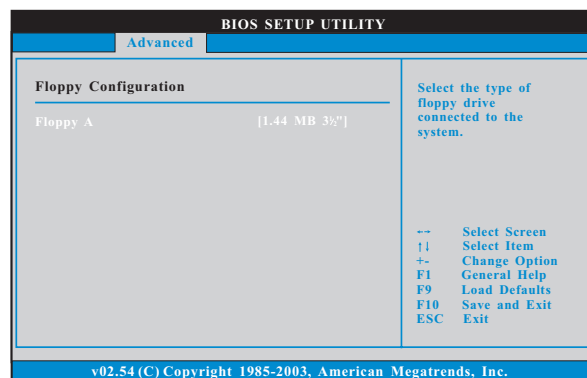 BIOS SETUP UTILITY
Advanced
Floppy Configuration
Floppy A [1.44 MB 3½"]
Select the type of
floppy drive
connected to the
system.
←→ Select Screen
↑↓ Select Item
+- Change Option
F1 General Help
F9 Load Defaults
F10 Save and Exit
ESC Exit
v02.54 (C) Copyright 1985-2003, American Megatrends, Inc.